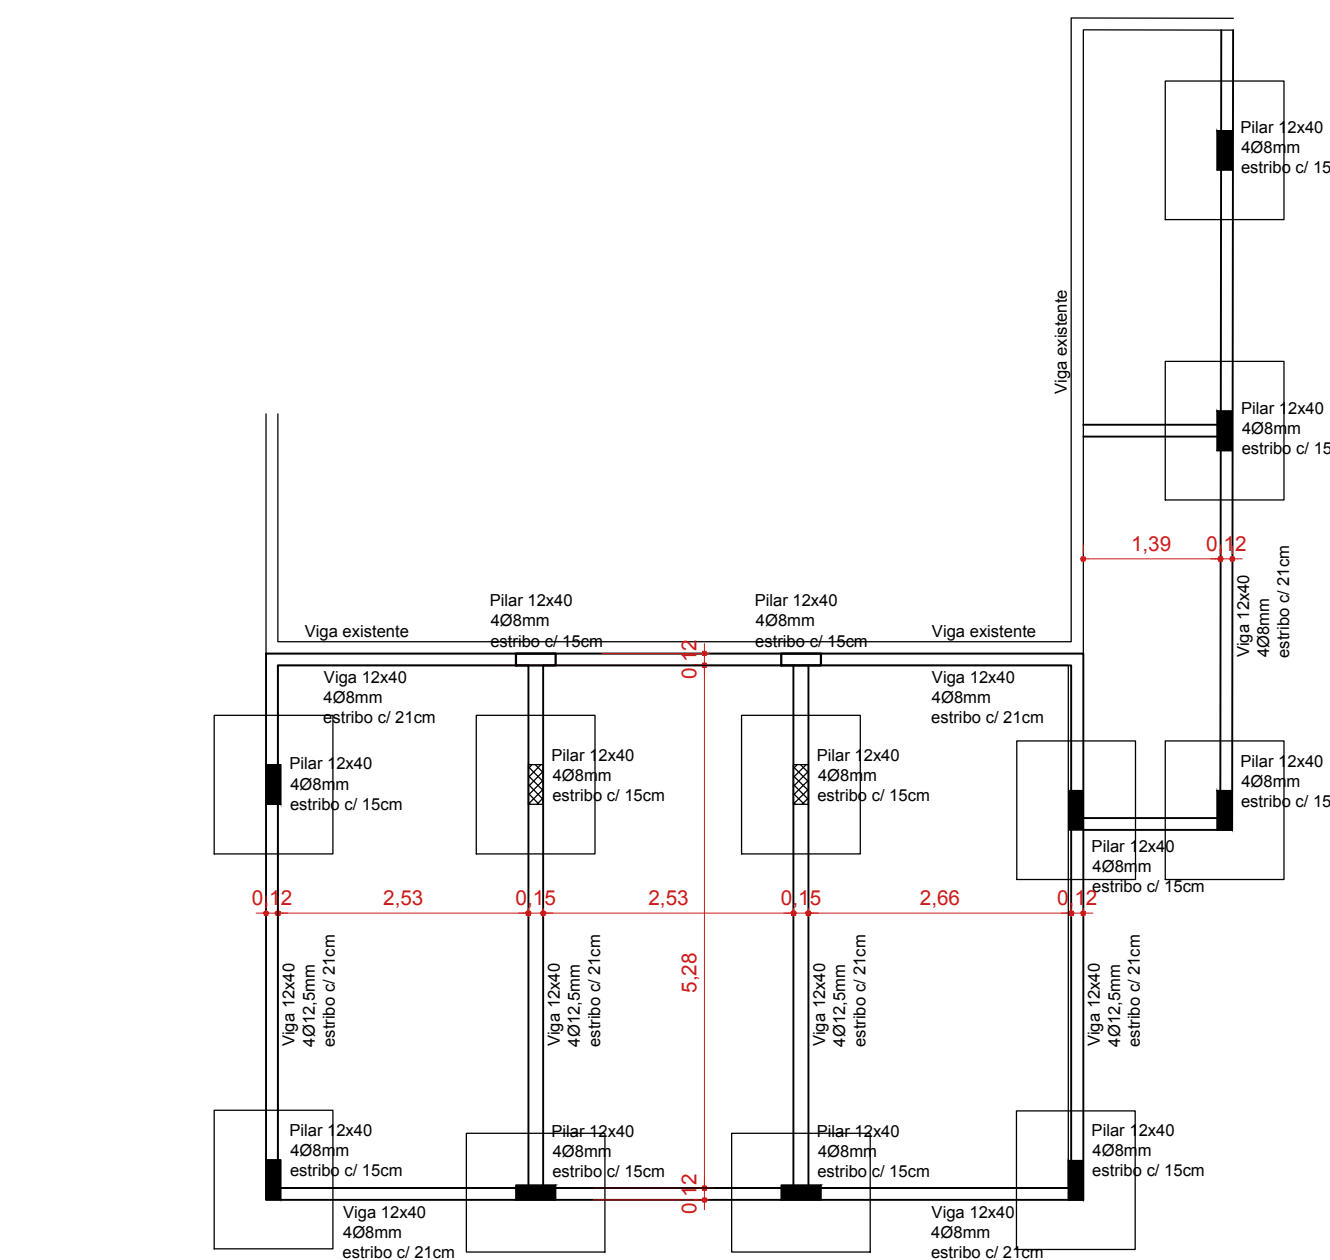 Pilar 12x40
4Ø8mm
estribo c/ 15
Viga existente
Pilar 12x40
4Ø8mm
estribo c/ 15
1,39
0,12
Viga 12x40
4Ø8mm
estribo c/ 21cm
Pilar 12x40
4Ø8mm
estribo c/ 15cm
Pilar 12x40
4Ø8mm
estribo c/ 15cm
Viga existente
Viga existente
0,12
Viga 12x40
4Ø8mm
estribo c/ 21cm
Viga 12x40
4Ø8mm
estribo c/ 21cm
Pilar 12x40
4Ø8mm
estribo c/ 15cm
Pilar 12x40
4Ø8mm
estribo c/ 15cm
Pilar 12x40
4Ø8mm
estribo c/ 15cm
Pilar 12x40
4Ø8mm
estribo c/ 15
Pilar 12x40
4Ø8mm
estribo c/ 15cm
0,12
2,53
0,15
2,53
0,15
2,66
0,12
5,28
Viga 12x40
4Ø12,5mm
estribo c/ 21cm
Viga 12x40
4Ø12,5mm
estribo c/ 21cm
Viga 12x40
4Ø12,5mm
estribo c/ 21cm
Viga 12x40
4Ø12,5mm
estribo c/ 21cm
Pilar 12x40
4Ø8mm
estribo c/ 15cm
Pilar 12x40
4Ø8mm
estribo c/ 15cm
Pilar 12x40
4Ø8mm
estribo c/ 15cm
Pilar 12x40
4Ø8mm
estribo c/ 15cm
0,12
Viga 12x40
4Ø8mm
estribo c/ 21cm
Viga 12x40
4Ø8mm
estribo c/ 21cm